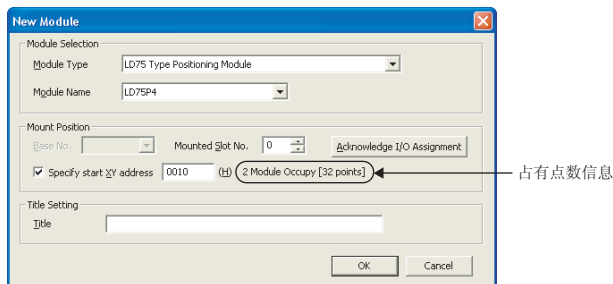 New Module
Module Selection
Module Type LD75 Type Positioning Module
Module Name LD75P4
Mount Position
Base No. Mounted Slot No. 0 Acknowledge I/O Assignment
Specify start XY address 0010 (H) 2 Module Occupy [32 points] 占有点数信息
Title Setting
Title
OK Cancel